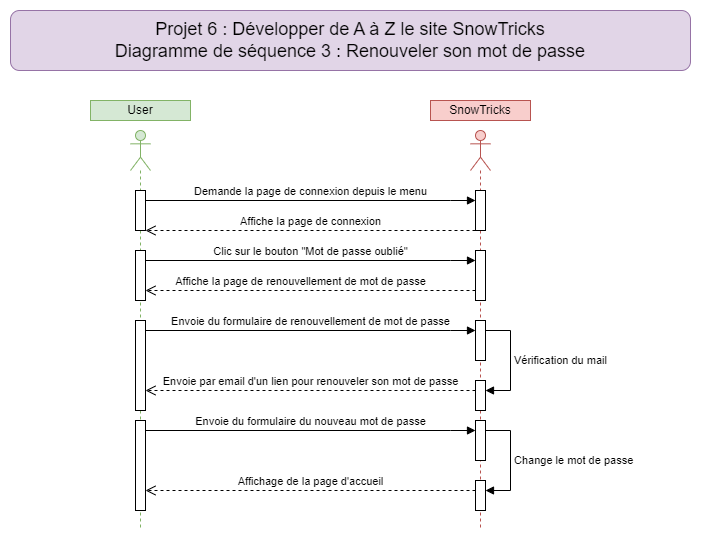 Projet 6 : Développer de A à Z le site SnowTricks
Diagramme de séquence 3 : Renouveler son mot de passe
User
SnowTricks
Demande la page de connexion depuis le menu
Affiche la page de connexion
Clic sur le bouton "Mot de passe oublié"
Affiche la page de renouvellement de mot de passe
Envoie du formulaire de renouvellement de mot de passe
Vérification du mail
Envoie par email d'un lien pour renouveler son mot de passe
Envoie du formulaire du nouveau mot de passe
Change le mot de passe
Affichage de la page d'accueil